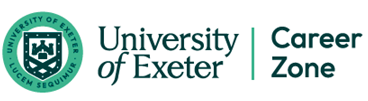 UNIVERSITY OF EXETER
LUCEM SEQUIMUR
University
of Exeter
Career
Zone